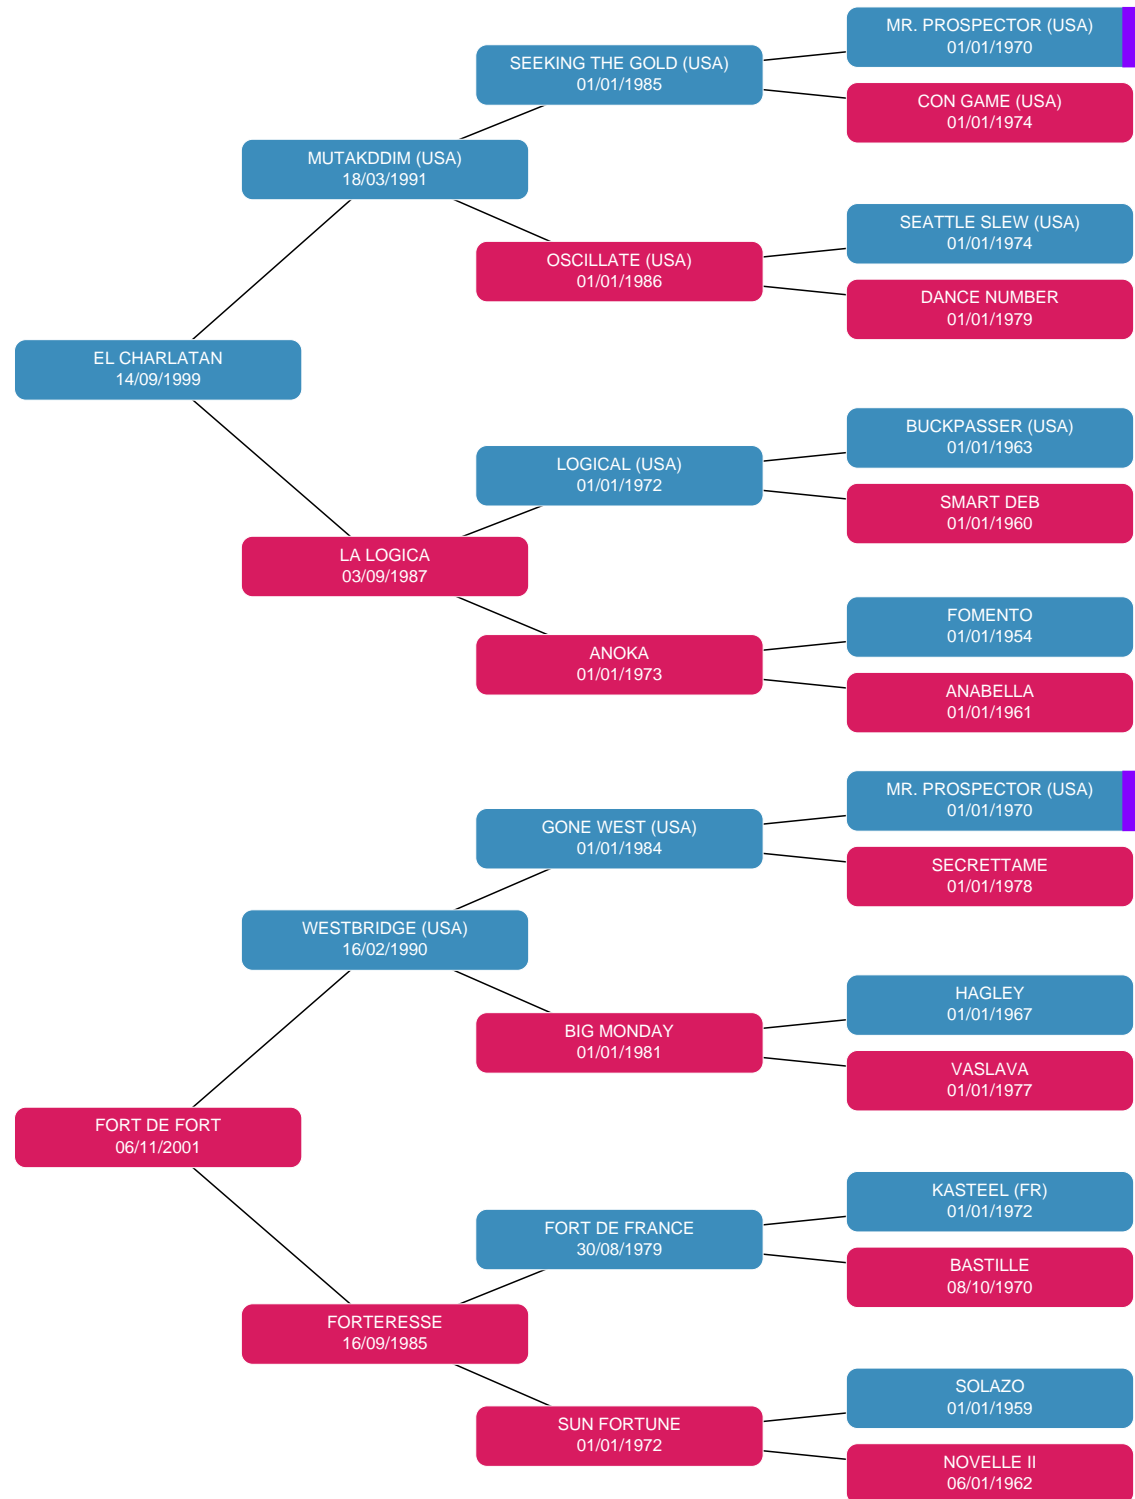 MR. PROSPECTOR (USA)
01/01/1970
SEEKING THE GOLD (USA)
01/01/1985
CON GAME (USA)
01/01/1974
MUTAKDDIM (USA)
18/03/1991
SEATTLE SLEW (USA)
01/01/1974
OSCILLATE (USA)
01/01/1986
DANCE NUMBER
01/01/1979
EL CHARLATAN
14/09/1999
BUCKPASSER (USA)
01/01/1963
LOGICAL (USA)
01/01/1972
SMART DEB
01/01/1960
LA LOGICA
03/09/1987
FOMENTO
01/01/1954
ANOKA
01/01/1973
ANABELLA
01/01/1961
MR. PROSPECTOR (USA)
01/01/1970
GONE WEST (USA)
01/01/1984
SECRETTAME
01/01/1978
WESTBRIDGE (USA)
16/02/1990
HAGLEY
01/01/1967
BIG MONDAY
01/01/1981
VASLAVA
01/01/1977
FORT DE FORT
06/11/2001
KASTEEL (FR)
01/01/1972
FORT DE FRANCE
30/08/1979
BASTILLE
08/10/1970
FORTERESSE
16/09/1985
SOLAZO
01/01/1959
SUN FORTUNE
01/01/1972
NOVELLE II
06/01/1962